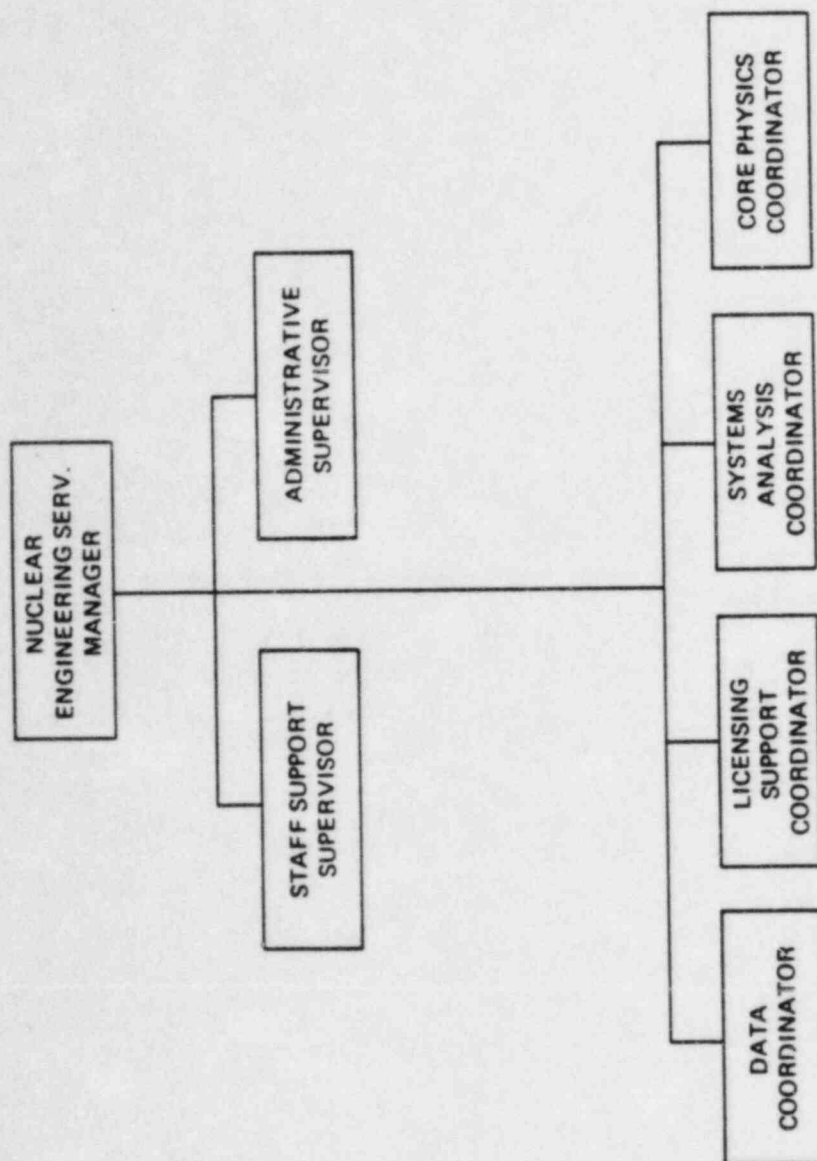 NUCLEAR
ENGINEERING SERV.
MANAGER
STAFF SUPPORT
SUPERVISOR
ADMINISTRATIVE
SUPERVISOR
DATA
COORDINATOR
LICENSING
SUPPORT
COORDINATOR
SYSTEMS
ANALYSIS
COORDINATOR
CORE PHYSICS
COORDINATOR